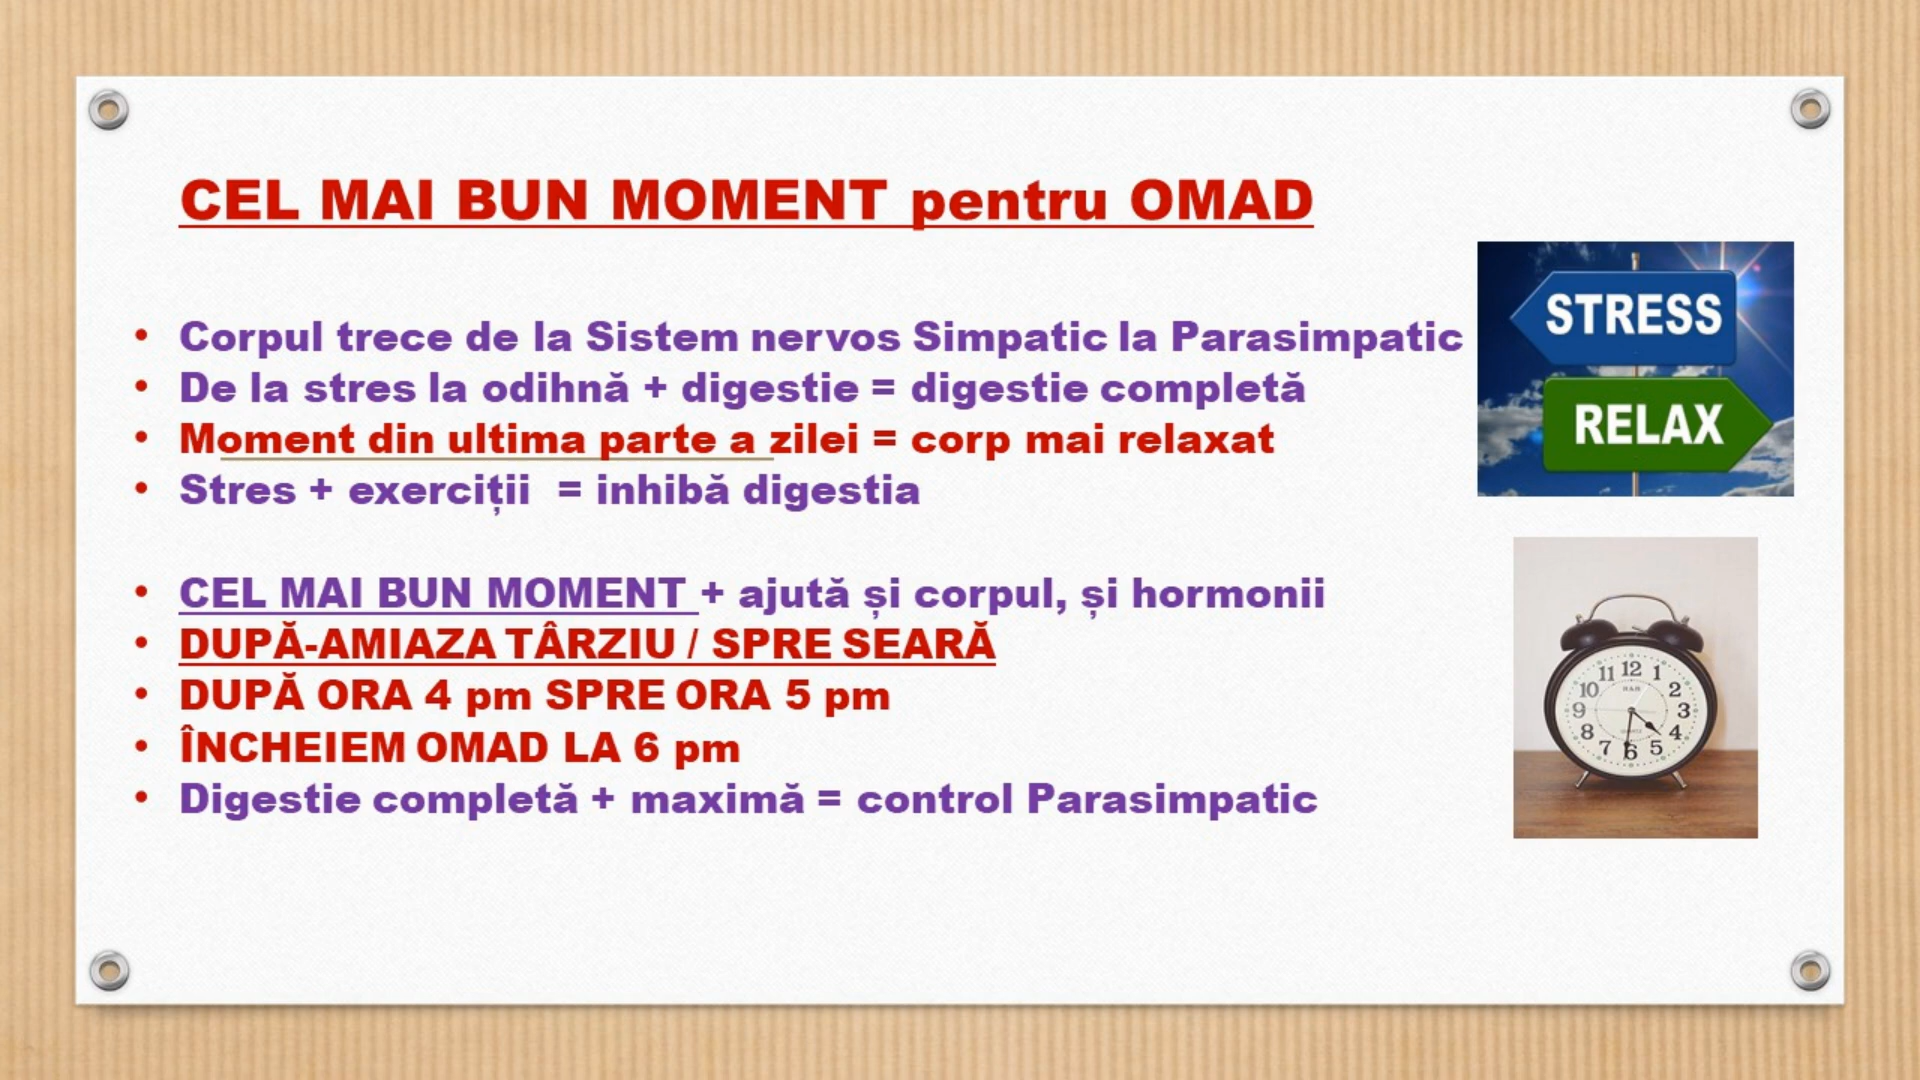 CEL MAI BUN MOMENT pentru OMAD
• Corpul trece de la Sistem nervos Simpatic la Parasimpatic
• De la stres la odihnă + digestie = digestie completă
• Moment din ultima parte a zilei = corp mai relaxat
• Stres + exerciții = inhibă digestia
STRESS
RELAX
• CEL MAI BUN MOMENT + ajută și corpul, și hormonii
• DUPĂ-AMIAZA TÂRZIU / SPRE SEARĂ
• DUPĂ ORA 4 pm SPRE ORA 5 pm
• ÎNCHEIEM OMAD LA 6 pm
• Digestie completă + maximă = control Parasimpatic
12
1
2
3
4
5
6
7
8
9
10
11